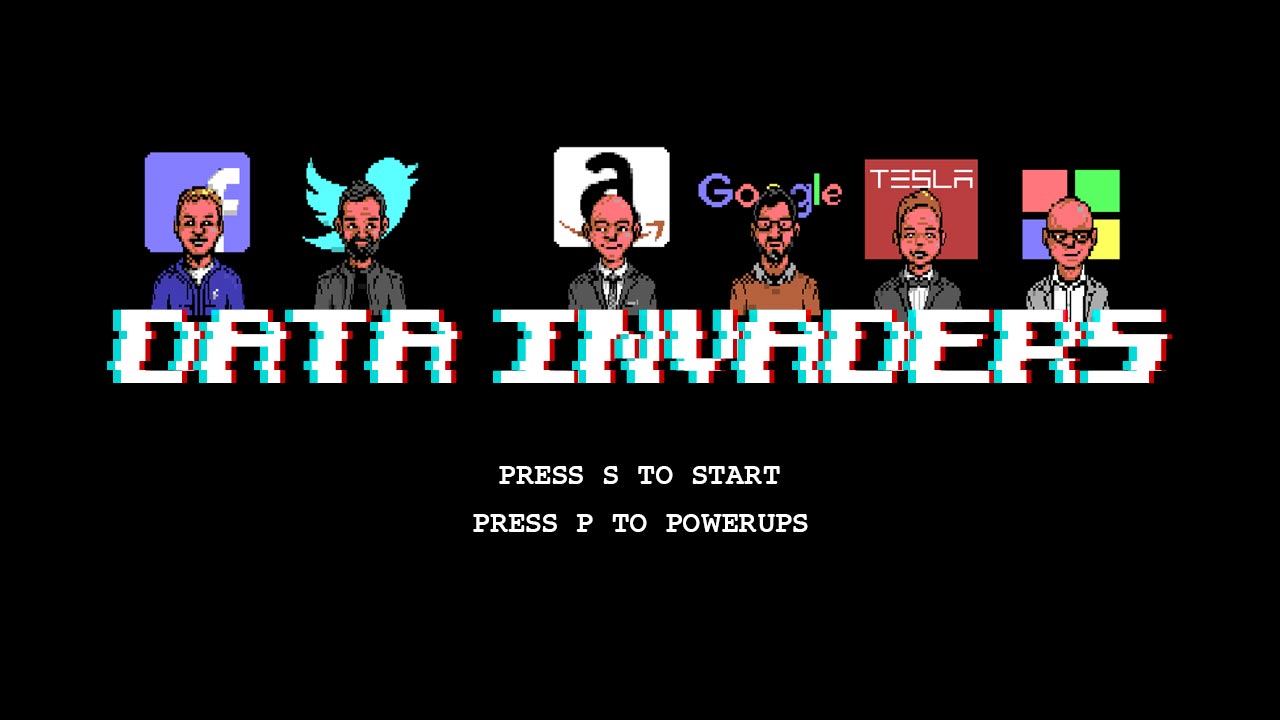 f
a
Google
TESLA
DATA INVADERS
PRESS S TO START
PRESS P TO POWERUPS